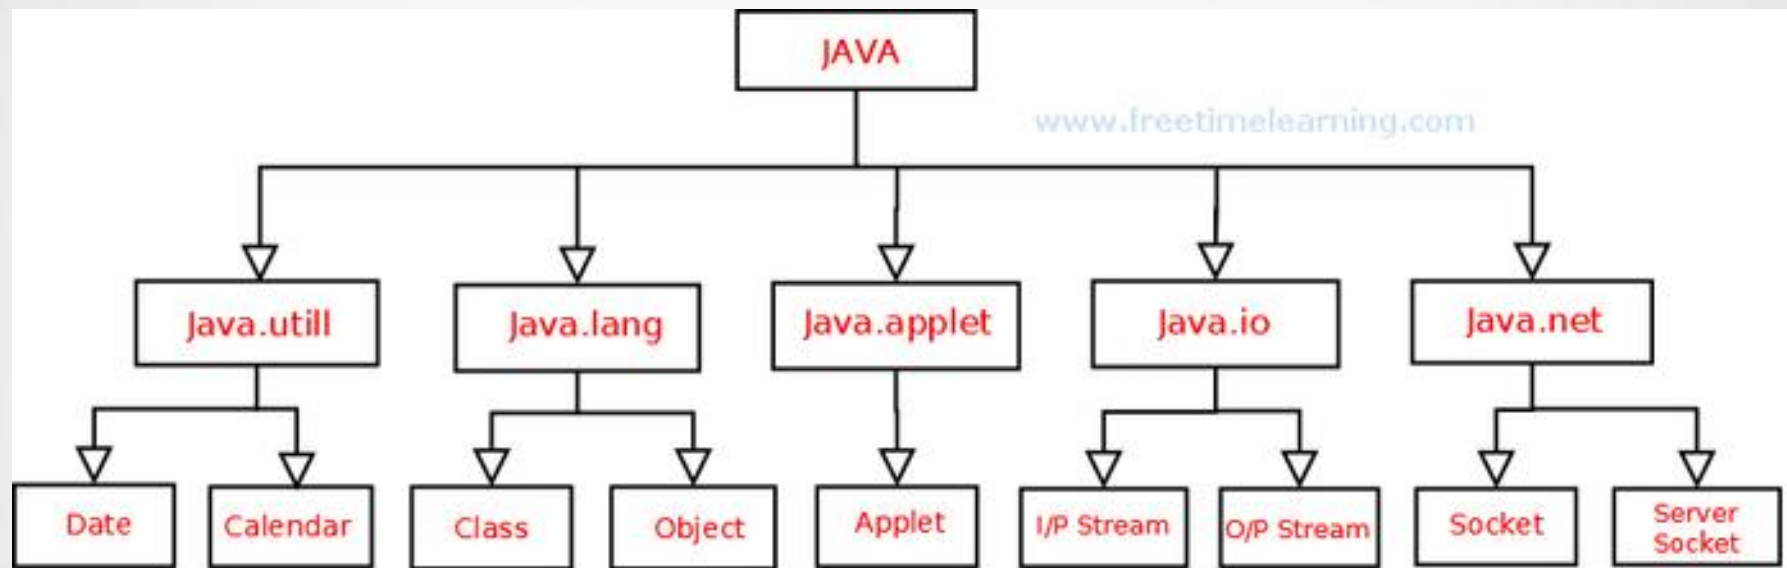 JAVA
www.freetimelearning.com
Java.utill
Java.lang
Java.applet
Java.io
Java.net
Date
Calendar
Class
Object
Applet
I/P Stream
O/P Stream
Socket
Server
Socket